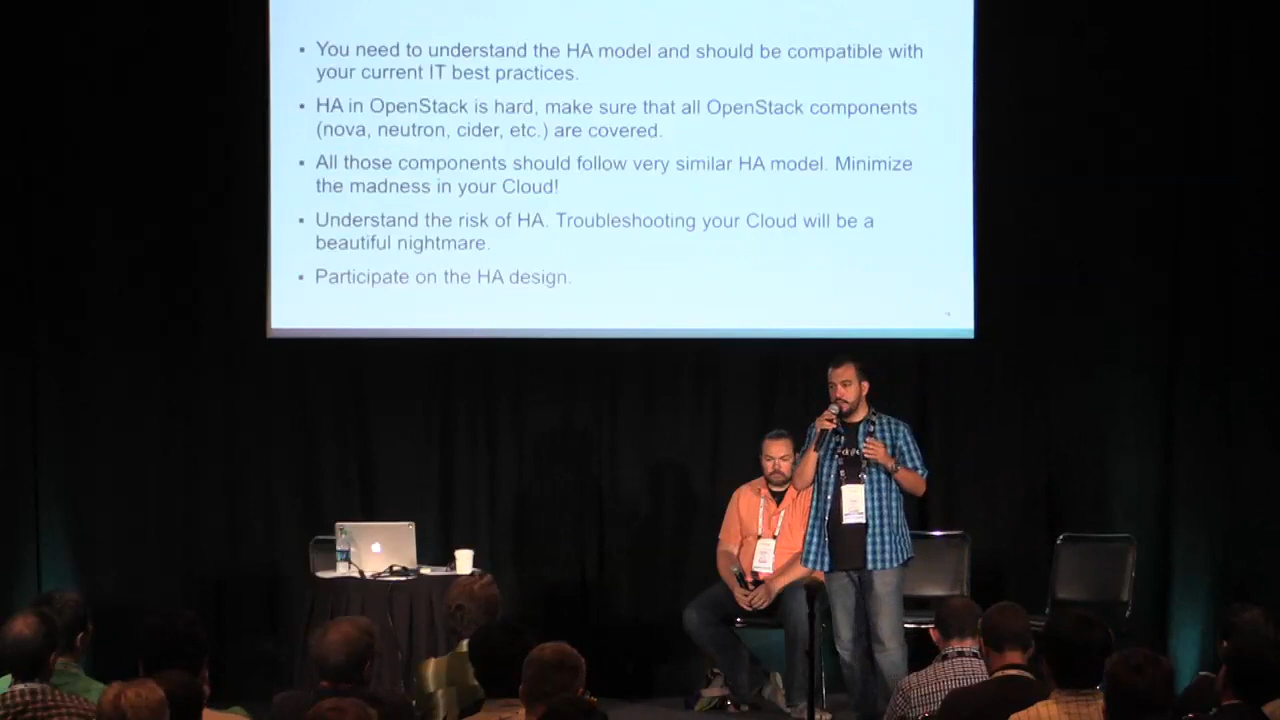 ▪ You need to understand the HA model and should be compatible with
your current IT best practices.
▪ HA in OpenStack is hard, make sure that all OpenStack components
(nova, neutron, cider, etc.) are covered.
▪ All those components should follow very similar HA model. Minimize
the madness in your Cloud!
▪ Understand the risk of HA. Troubleshooting your Cloud will be a
beautiful nightmare.
▪ Participate on the HA design.